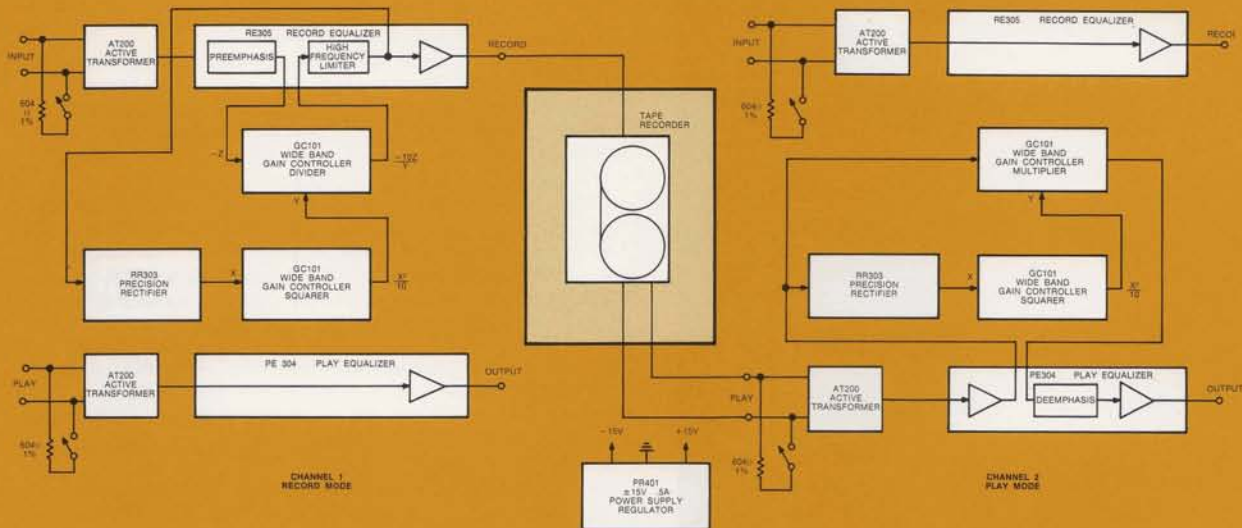 INPUT
604
Ω
1%
AT200
ACTIVE
TRANSFORMER
RE305 RECORD EQUALIZER
PREEMPHASIS
HIGH
FREQUENCY
LIMITER
RECORD
-Z
GC101
WIDE BAND
GAIN CONTROLLER
DIVIDER
-10Z
Y
Y
RR303
PRECISION
RECTIFIER
X
GC101
WIDE BAND
GAIN CONTROLLER
SQUARER
X²
10
PLAY
604Ω
1%
AT200
ACTIVE
TRANSFORMER
PE 304 PLAY EQUALIZER
OUTPUT
CHANNEL 1
RECORD MODE
TAPE
RECORDER
-15V
+15V
PR401
±15V .5A
POWER SUPPLY
REGULATOR
INPUT
604Ω
1%
AT200
ACTIVE
TRANSFORMER
RE305 RECORD EQUALIZER
RECOI
GC101
WIDE BAND
GAIN CONTROLLER
MULTIPLIER
Y
RR303
PRECISION
RECTIFIER
X
GC101
WIDE BAND
GAIN CONTROLLER
SQUARER
X²
10
PLAY
604Ω
1%
AT200
ACTIVE
TRANSFORMER
PE304 PLAY EQUALIZER
DEEMPHASIS
OUTPUT
CHANNEL 2
PLAY MODE